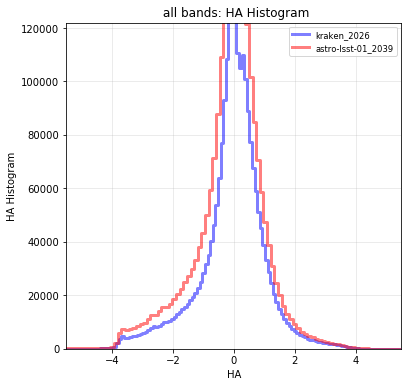 all bands: HA Histogram
kraken_2026
astro-lsst-01_2039
120000
100000
80000
60000
40000
20000
0
HA Histogram
−4
−2
0
2
4
HA